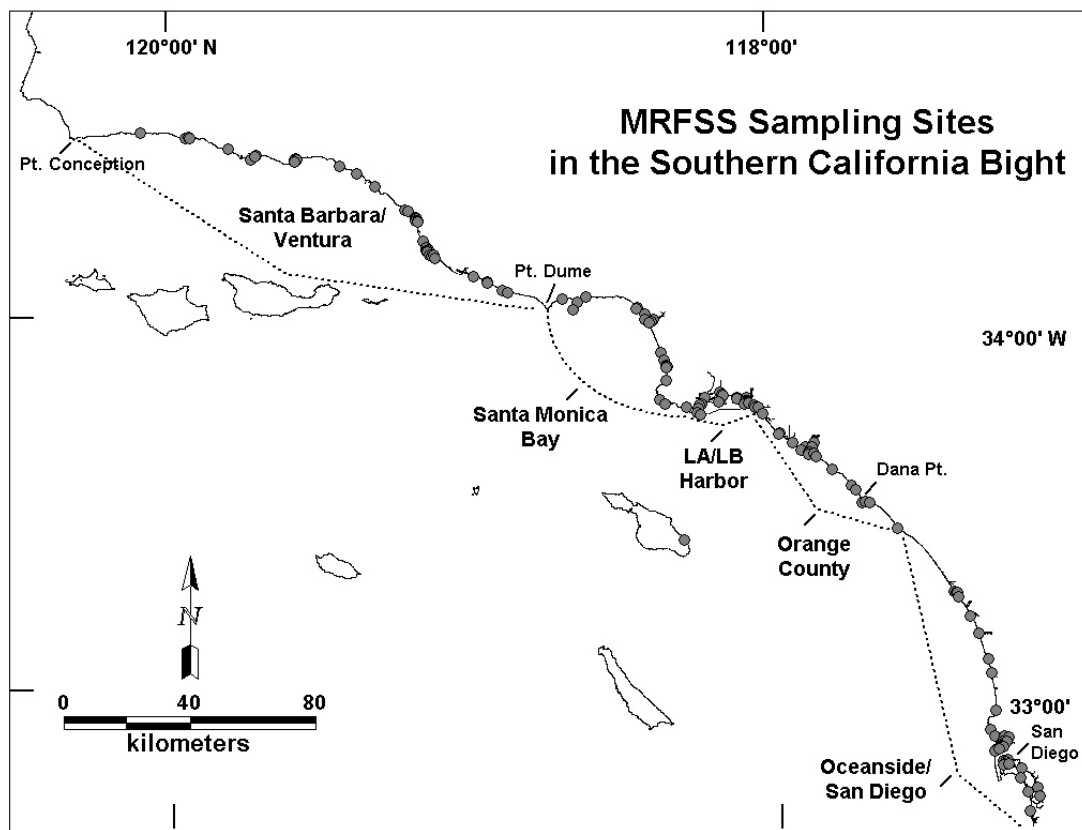 120°00' N
118°00'
MRFSS Sampling Sites
in the Southern California Bight
Pt. Conception
Santa Barbara/
Ventura
Pt. Dume
34°00' W
Santa Monica
Bay
LA/LB
Harbor
Dana Pt.
Orange
County
N
0 40 80
kilometers
33°00'
San
Diego
Oceanside/
San Diego